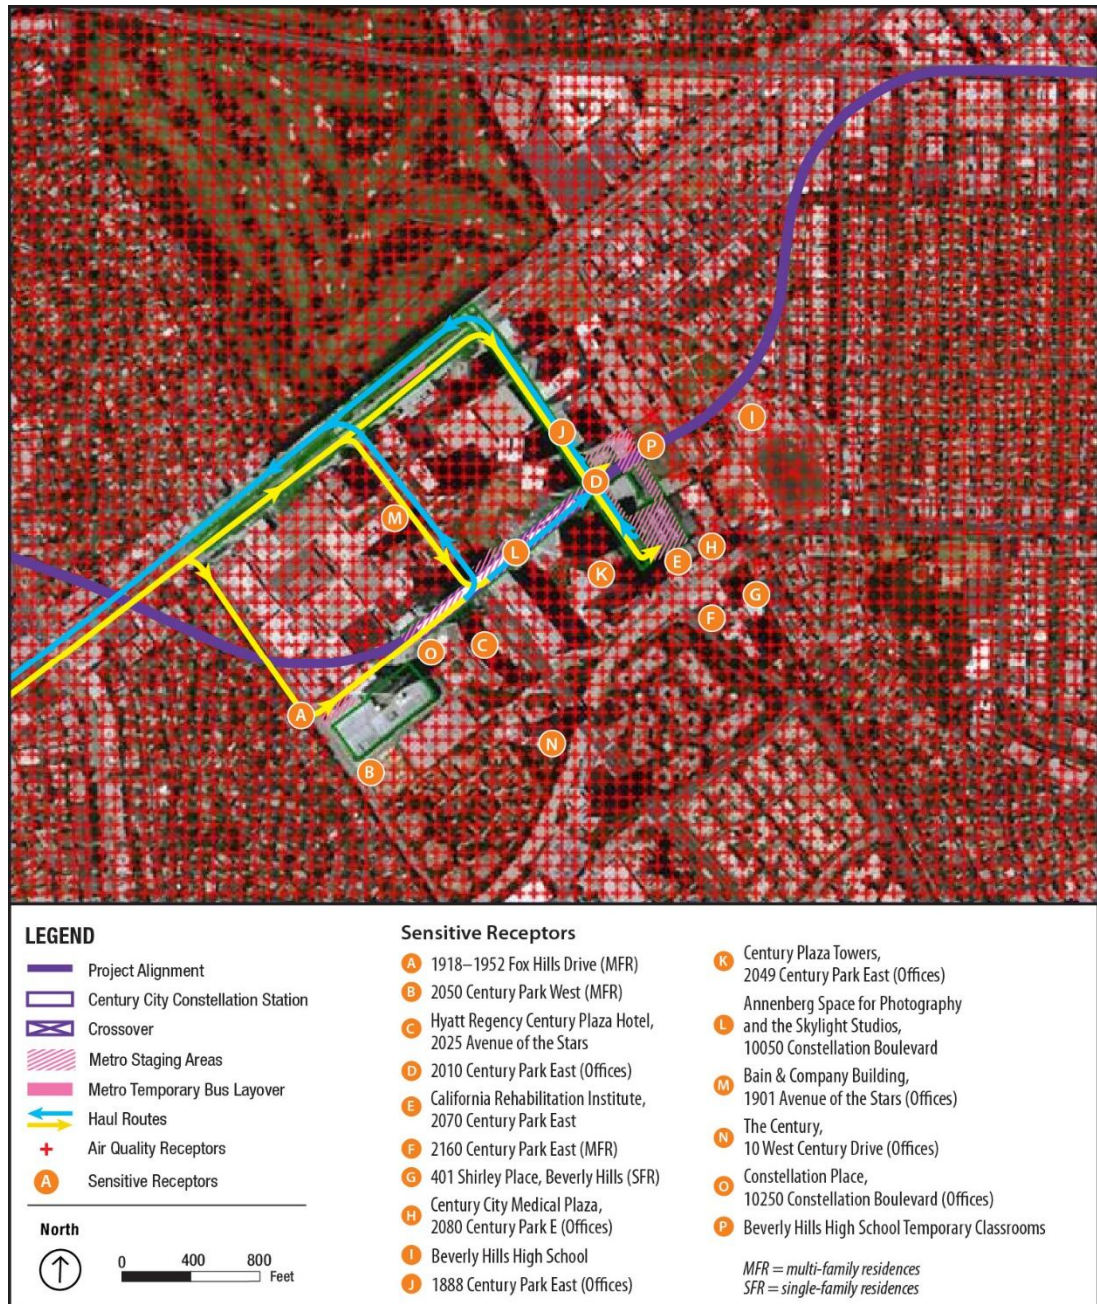 J
I
P
D
M
L
H
E
K
G
F
O
C
A
N
B
LEGEND
Project Alignment
Century City Constellation Station
Crossover
Metro Staging Areas
Metro Temporary Bus Layover
Haul Routes
+ Air Quality Receptors
A Sensitive Receptors
North
0 400 800
Feet
Sensitive Receptors
A 1918–1952 Fox Hills Drive (MFR)
B 2050 Century Park West (MFR)
C Hyatt Regency Century Plaza Hotel,
2025 Avenue of the Stars
D 2010 Century Park East (Offices)
E California Rehabilitation Institute,
2070 Century Park East
F 2160 Century Park East (MFR)
G 401 Shirley Place, Beverly Hills (SFR)
H Century City Medical Plaza,
2080 Century Park E (Offices)
I Beverly Hills High School
J 1888 Century Park East (Offices)
K Century Plaza Towers,
2049 Century Park East (Offices)
L Annenberg Space for Photography
and the Skylight Studios,
10050 Constellation Boulevard
M Bain & Company Building,
1901 Avenue of the Stars (Offices)
N The Century,
10 West Century Drive (Offices)
O Constellation Place,
10250 Constellation Boulevard (Offices)
P Beverly Hills High School Temporary Classrooms
MFR = multi-family residences
SFR = single-family residences